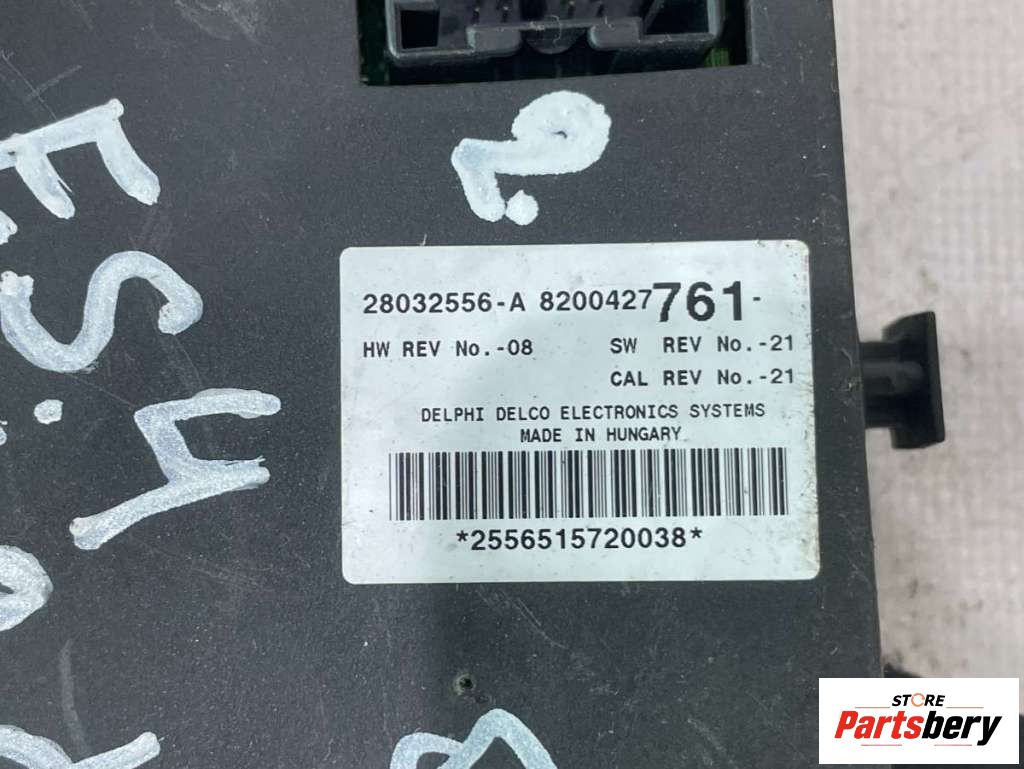 28032556-A 8200427761-
HW REV No.-08 SW REV No.-21
CAL REV No.-21
DELPHI DELCO ELECTRONICS SYSTEMS
MADE IN HUNGARY
*2556515720038*
STORE
Partsbery